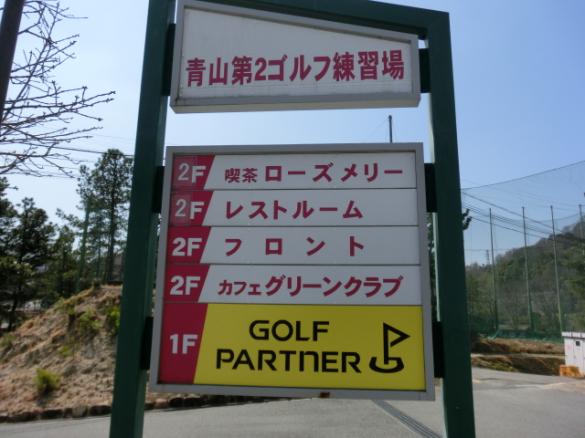 青山第2ゴルフ練習場
2F 喫茶 ローズメリー
2F レストルーム
2F フロント
2F カフェグリーンクラブ
1F GOLF PARTNER